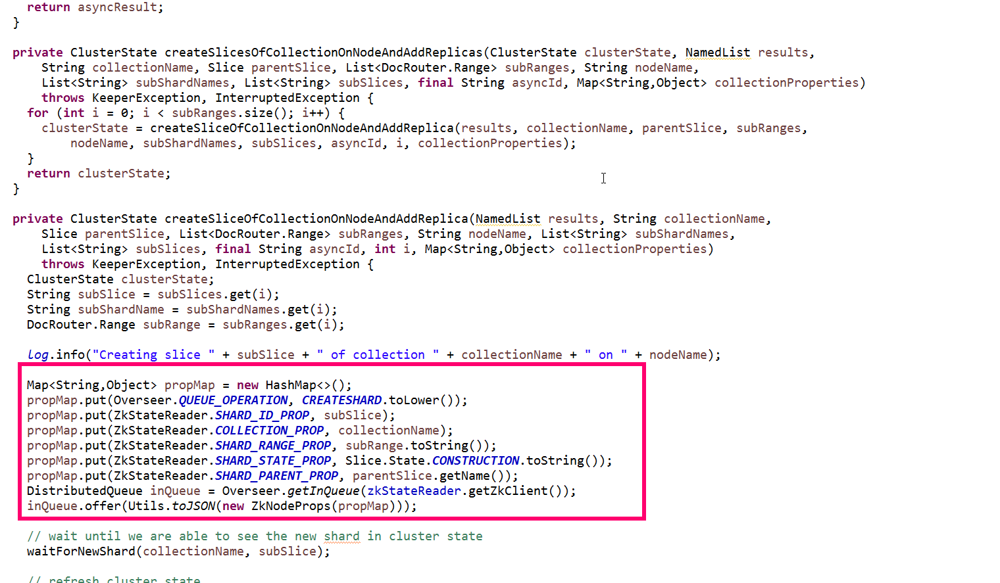 return asyncResult;
}
private ClusterState createSlicesOfCollectionOnNodeAndAddReplicas(ClusterState clusterState, NamedList results,
String collectionName, Slice parentSlice, List<DocRouter.Range> subRanges, String nodeName,
List<String> subShardNames, List<String> subSlices, final String asyncId, Map<String,Object> collectionProperties)
throws KeeperException, InterruptedException {
for (int i = 0; i < subRanges.size(); i++) {
clusterState = createSliceOfCollectionOnNodeAndAddReplica(results, collectionName, parentSlice, subRanges,
nodeName, subShardNames, subSlices, asyncId, i, collectionProperties);
}
return clusterState;
}
private ClusterState createSliceOfCollectionOnNodeAndAddReplica(NamedList results, String collectionName,
Slice parentSlice, List<DocRouter.Range> subRanges, String nodeName, List<String> subShardNames,
List<String> subSlices, final String asyncId, int i, Map<String,Object> collectionProperties)
throws KeeperException, InterruptedException {
ClusterState clusterState;
String subSlice = subSlices.get(i);
String subShardName = subShardNames.get(i);
DocRouter.Range subRange = subRanges.get(i);
log.info("Creating slice " + subSlice + " of collection " + collectionName + " on " + nodeName);
Map<String,Object> propMap = new HashMap<>();
propMap.put(Overseer.QUEUE_OPERATION, CREATESHARD.toLower());
propMap.put(ZkStateReader.SHARD_ID_PROP, subSlice);
propMap.put(ZkStateReader.COLLECTION_PROP, collectionName);
propMap.put(ZkStateReader.SHARD_RANGE_PROP, subRange.toString());
propMap.put(ZkStateReader.SHARD_STATE_PROP, Slice.State.CONSTRUCTION.toString());
propMap.put(ZkStateReader.SHARD_PARENT_PROP, parentSlice.getName());
DistributedQueue inQueue = Overseer.getInQueue(zkStateReader.getZkClient());
inQueue.offer(Utils.toJSON(new ZkNodeProps(propMap)));
// wait until we are able to see the new shard in cluster state
waitForNewShard(collectionName, subSlice);
// refresh cluster state